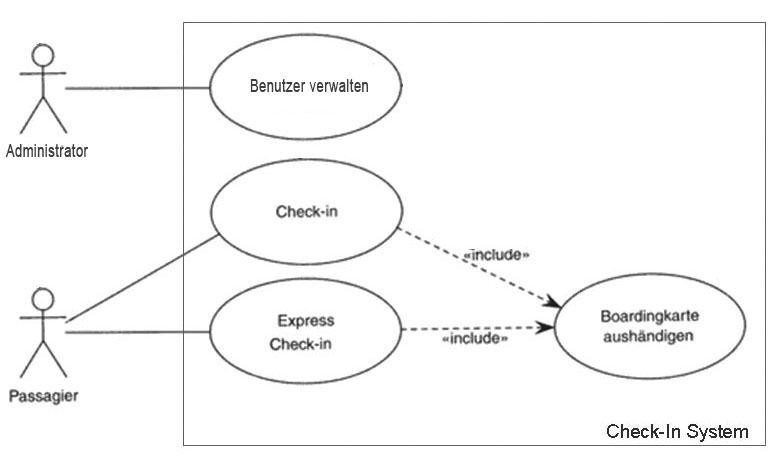 Benutzer verwalten
Administrator
Check-in
«include»
Express
Check-in
«include»
Boardingkarte
aushändigen
Passagier
Check-In System